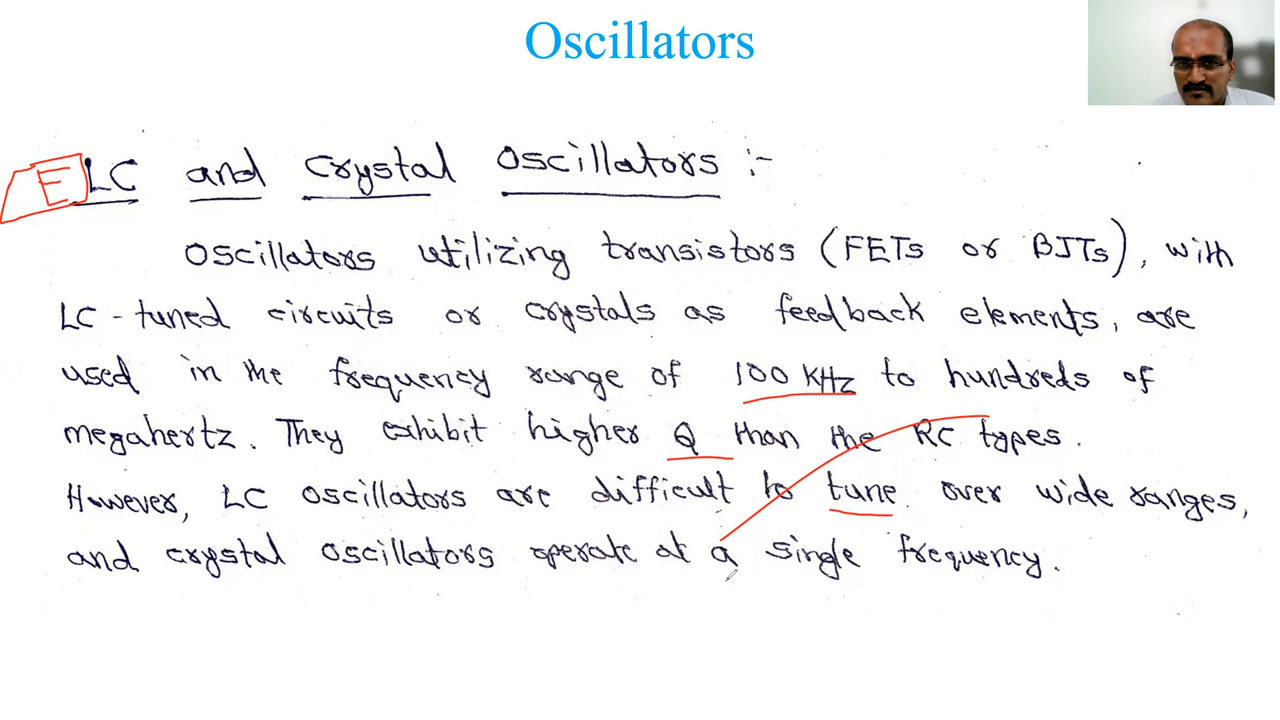 Oscillators
E LC and Crystal Oscillators :-
Oscillators utilizing transistors (FETs or BJTs), with
LC-tuned circuits or crystals as feedback elements, are
used in the frequency range of 100 KHz to hundreds of
megahertz. They exhibit higher Q than the RC types.
However, LC oscillators are difficult to tune over wide ranges,
and crystal oscillators operate at a single frequency.